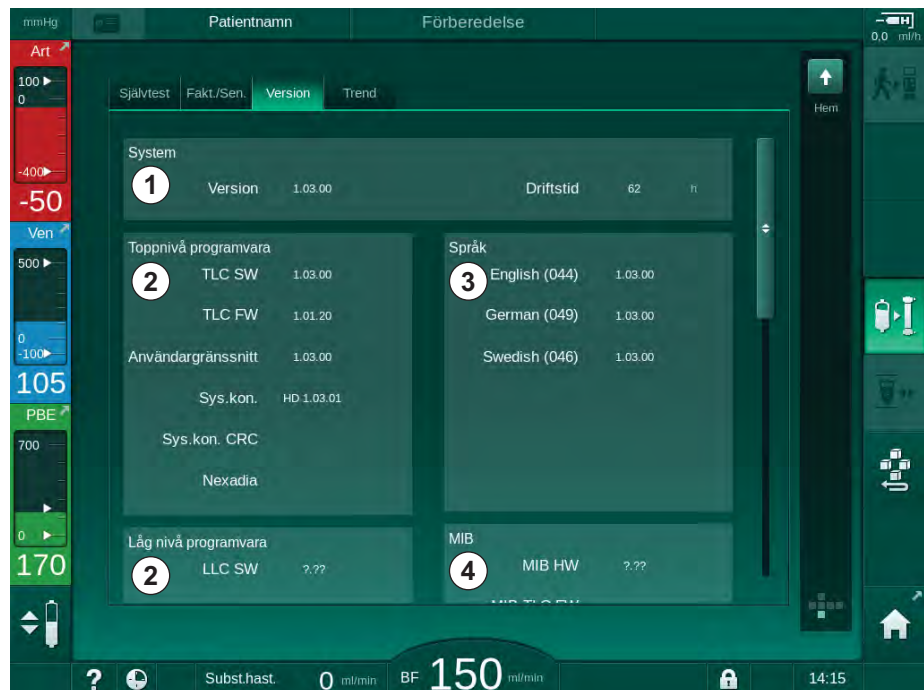 mmHg Patientnamn Förberedelse
0,0 ml/h
Art
100
0
-400
-50
Ven
500
0
-100
105
PBE
700
0
170
Självtest Fakt./Sen. Version Trend
Hem
System
1 Version 1.03.00 Driftstid 62 h
Toppnivå programvara
2 TLC SW 1.03.00
TLC FW 1.01.20
Användargränssnitt 1.03.00
Sys.kon. HD 1.03.01
Sys.kon. CRC
Nexadia
Språk
3 English (044) 1.03.00
German (049) 1.03.00
Swedish (046) 1.03.00
Låg nivå programvara
2 LLC SW ?.??
MIB
4 MIB HW ?.??
MIB TLC FW
? Subst.hast. 0 ml/min BF 150 ml/min 14:15